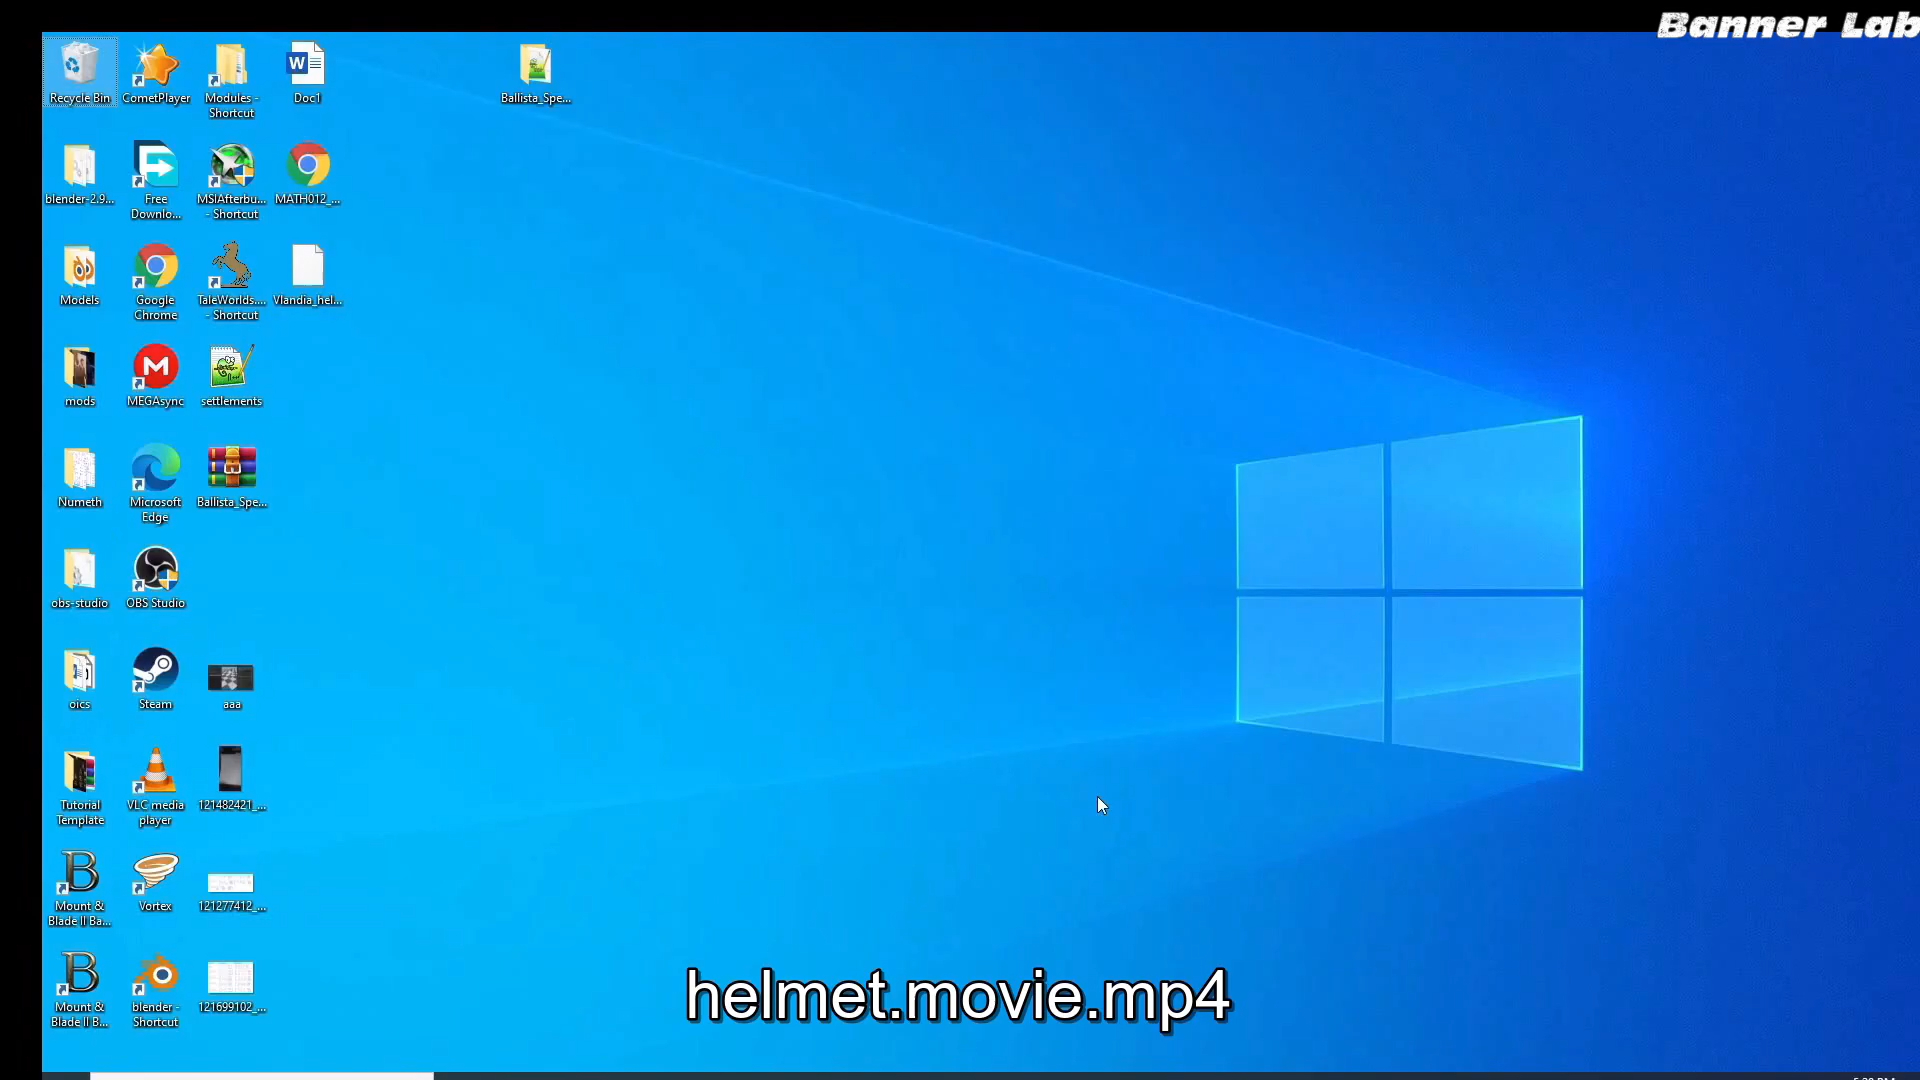 Banner Lab
Recycle Bin
CometPlayer
Modules -
Shortcut
Doc1
Ballista_Spe...
blender-2.9...
Free
Downlo...
MSIAfterbu...
- Shortcut
MATH012_...
Models
Google
Chrome
TaleWorlds....
- Shortcut
Vlandia_hel...
mods
MEGAsync
settlements
Numeth
Microsoft
Edge
Ballista_Spe...
obs-studio
OBS Studio
oics
Steam
aaa
Tutorial
Template
VLC media
player
121482421_...
Mount &
Blade II Ba...
Vortex
121277412_...
Mount &
Blade II B...
blender -
Shortcut
121699102_...
helmet.movie.mp4